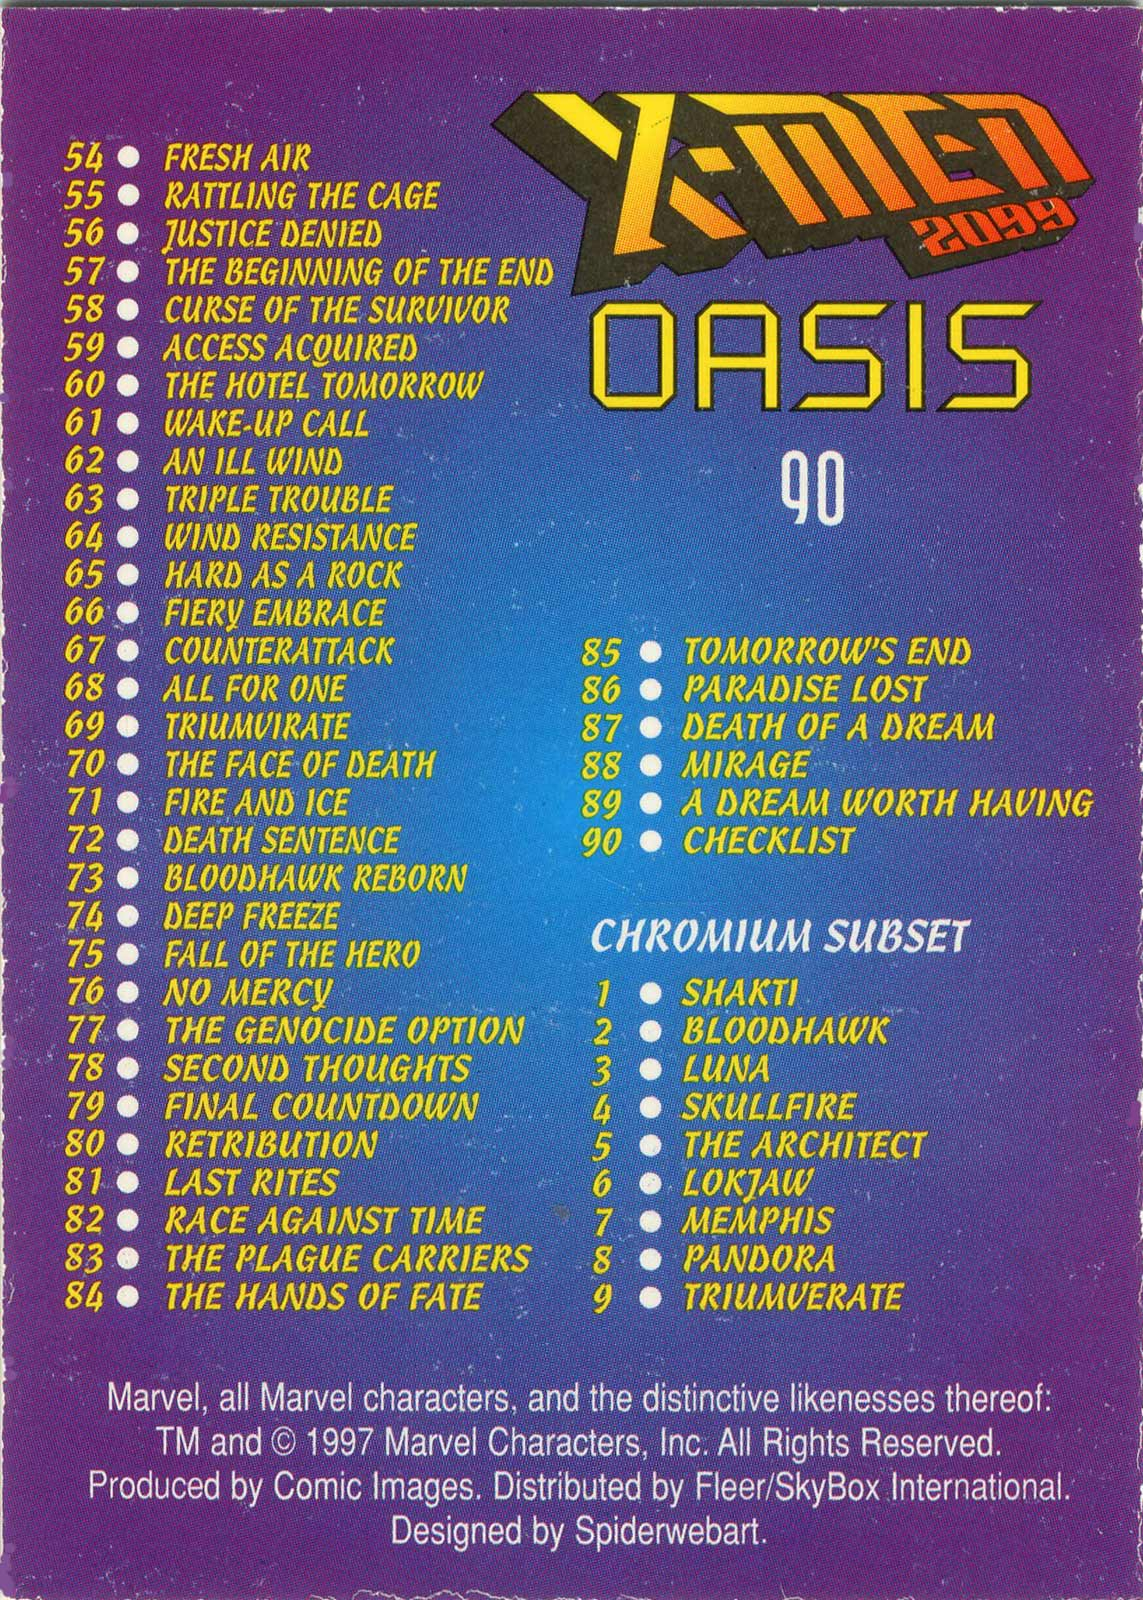 X-MEN
2099
OASIS
90
54 ● FRESH AIR
55 ● RATTLING THE CAGE
56 ● JUSTICE DENIED
57 ● THE BEGINNING OF THE END
58 ● CURSE OF THE SURVIVOR
59 ● ACCESS ACQUIRED
60 ● THE HOTEL TOMORROW
61 ● WAKE-UP CALL
62 ● AN ILL WIND
63 ● TRIPLE TROUBLE
64 ● WIND RESISTANCE
65 ● HARD AS A ROCK
66 ● FIERY EMBRACE
67 ● COUNTERATTACK
68 ● ALL FOR ONE
69 ● TRIUMVIRATE
70 ● THE FACE OF DEATH
71 ● FIRE AND ICE
72 ● DEATH SENTENCE
73 ● BLOODHAWK REBORN
74 ● DEEP FREEZE
75 ● FALL OF THE HERO
76 ● NO MERCY
77 ● THE GENOCIDE OPTION
78 ● SECOND THOUGHTS
79 ● FINAL COUNTDOWN
80 ● RETRIBUTION
81 ● LAST RITES
82 ● RACE AGAINST TIME
83 ● THE PLAGUE CARRIERS
84 ● THE HANDS OF FATE
85 ● TOMORROW'S END
86 ● PARADISE LOST
87 ● DEATH OF A DREAM
88 ● MIRAGE
89 ● A DREAM WORTH HAVING
90 ● CHECKLIST
CHROMIUM SUBSET
1 ● SHAKTI
2 ● BLOODHAWK
3 ● LUNA
4 ● SKULLFIRE
5 ● THE ARCHITECT
6 ● LOKJAW
7 ● MEMPHIS
8 ● PANDORA
9 ● TRIUMVERATE
Marvel, all Marvel characters, and the distinctive likenesses thereof:
TM and © 1997 Marvel Characters, Inc. All Rights Reserved.
Produced by Comic Images. Distributed by Fleer/SkyBox International.
Designed by Spiderwebart.